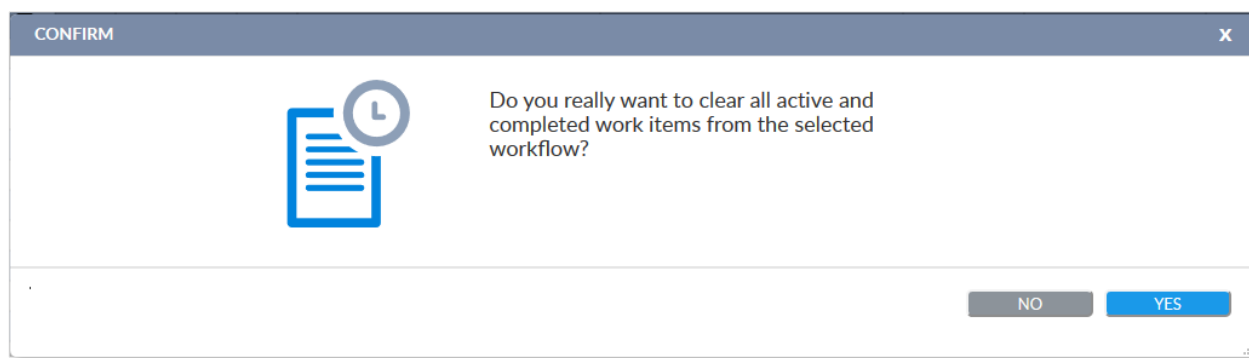 CONFIRM X
Do you really want to clear all active and
completed work items from the selected
workflow?
.
NO YES